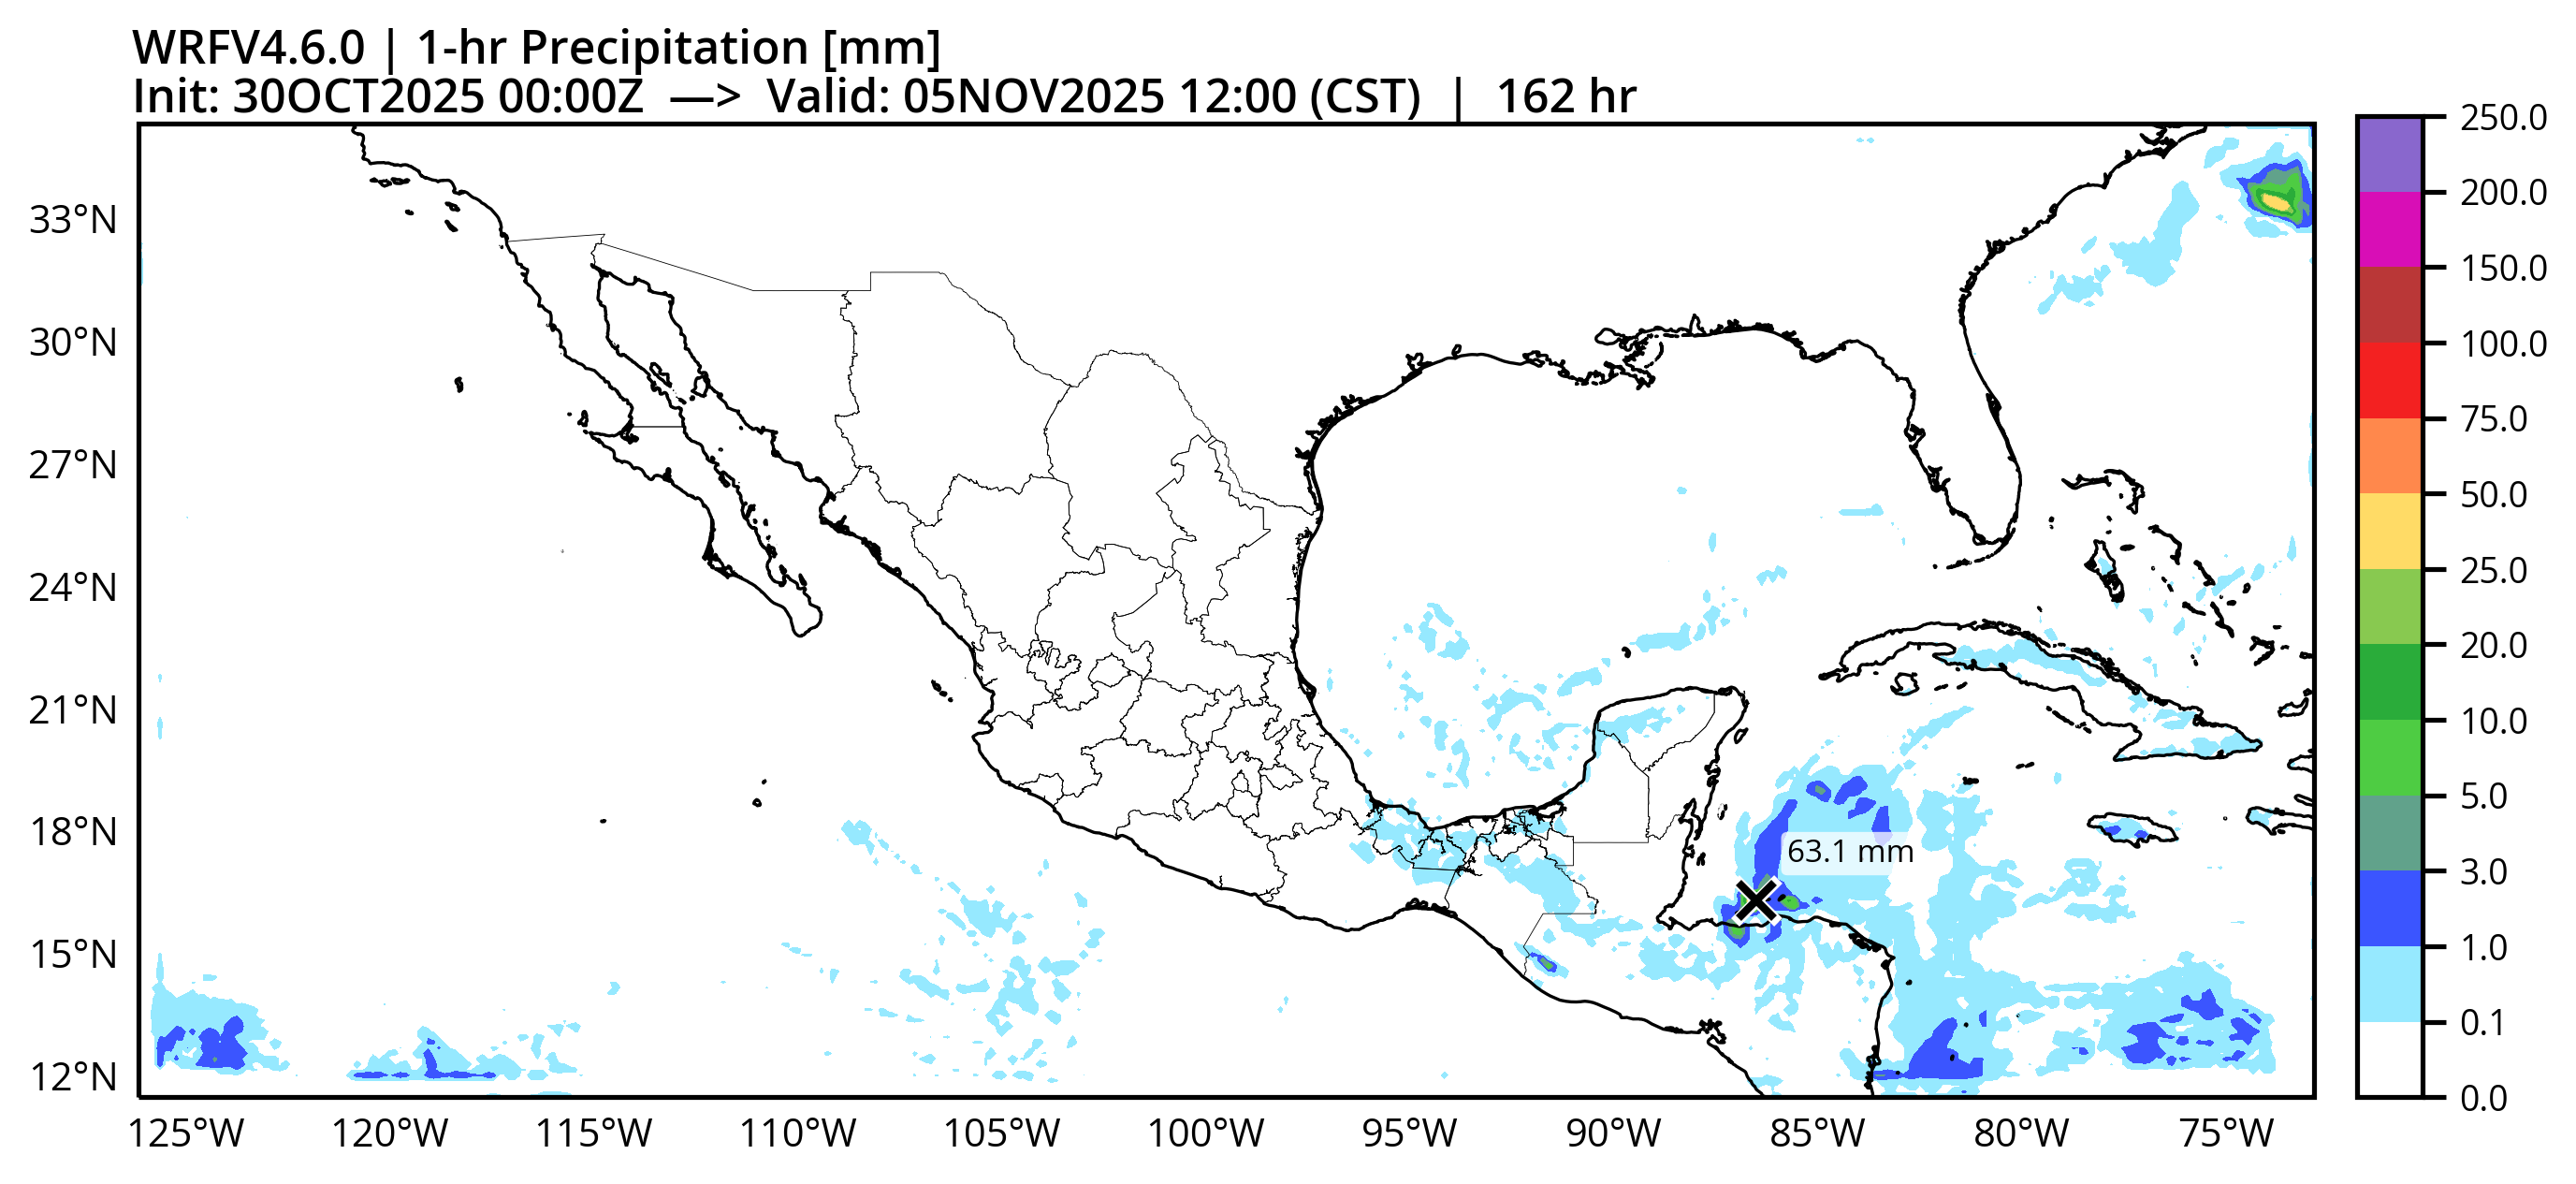 WRFV4.6.0 | 1-hr Precipitation [mm]
Init: 30OCT2025 00:00Z —> Valid: 05NOV2025 12:00 (CST) | 162 hr
33°N
30°N
27°N
24°N
21°N
18°N
15°N
12°N
125°W 120°W 115°W 110°W 105°W 100°W 95°W 90°W 85°W 80°W 75°W
63.1 mm
250.0
200.0
150.0
100.0
75.0
50.0
25.0
20.0
10.0
5.0
3.0
1.0
0.1
0.0